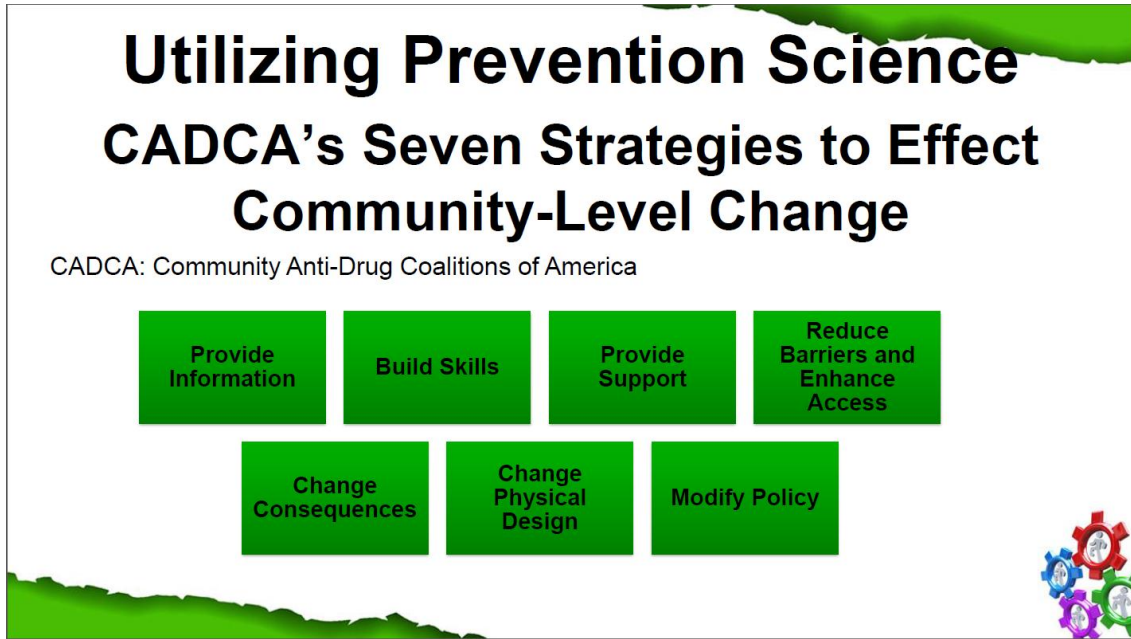 Utilizing Prevention Science
CADCA's Seven Strategies to Effect
Community-Level Change
CADCA: Community Anti-Drug Coalitions of America
Provide
Information
Build Skills
Provide
Support
Reduce
Barriers and
Enhance
Access
Change
Consequences
Change
Physical
Design
Modify Policy